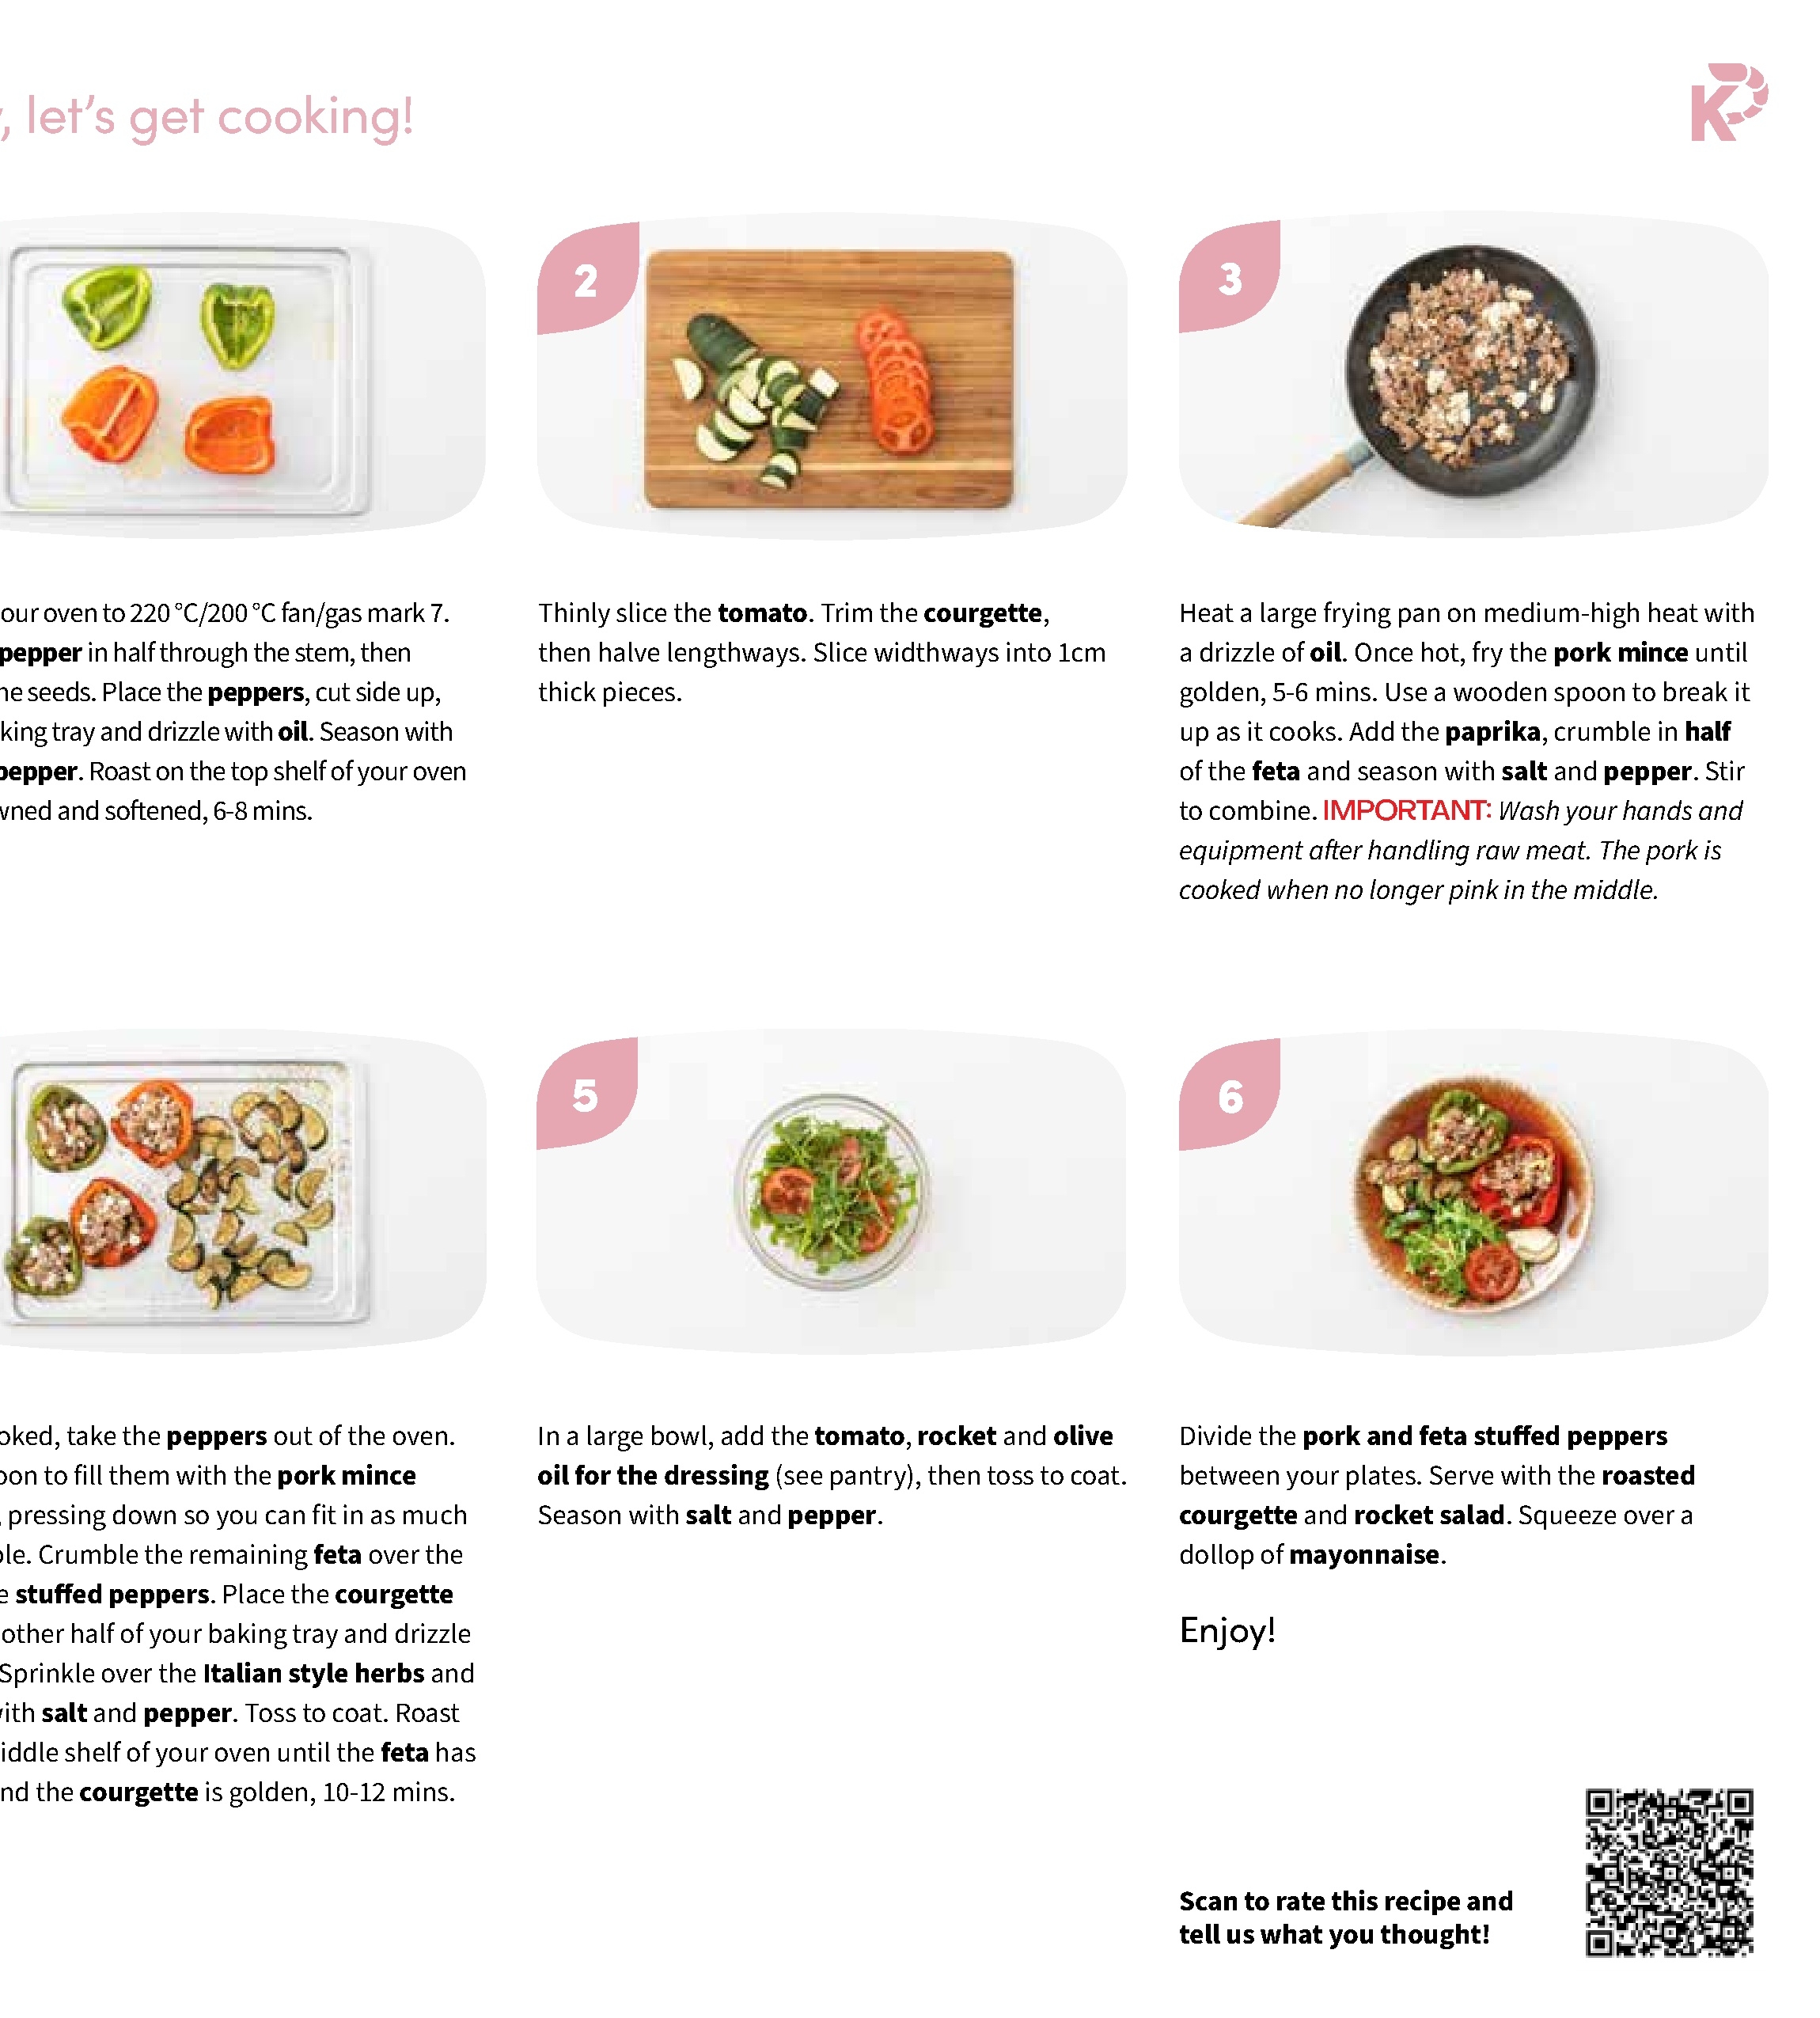 , let's get cooking!
2
3
our oven to 220 °C/200 °C fan/gas mark 7.
pepper in half through the stem, then
he seeds. Place the peppers, cut side up,
king tray and drizzle with oil. Season with
pepper. Roast on the top shelf of your oven
wned and softened, 6-8 mins.
Thinly slice the tomato. Trim the courgette,
then halve lengthways. Slice widthways into 1cm
thick pieces.
Heat a large frying pan on medium-high heat with
a drizzle of oil. Once hot, fry the pork mince until
golden, 5-6 mins. Use a wooden spoon to break it
up as it cooks. Add the paprika, crumble in half
of the feta and season with salt and pepper. Stir
to combine. IMPORTANT: Wash your hands and
equipment after handling raw meat. The pork is
cooked when no longer pink in the middle.
5
6
oked, take the peppers out of the oven.
oon to fill them with the pork mince
, pressing down so you can fit in as much
ble. Crumble the remaining feta over the
e stuffed peppers. Place the courgette
other half of your baking tray and drizzle
Sprinkle over the Italian style herbs and
with salt and pepper. Toss to coat. Roast
iddle shelf of your oven until the feta has
nd the courgette is golden, 10-12 mins.
In a large bowl, add the tomato, rocket and olive
oil for the dressing (see pantry), then toss to coat.
Season with salt and pepper.
Divide the pork and feta stuffed peppers
between your plates. Serve with the roasted
courgette and rocket salad. Squeeze over a
dollop of mayonnaise.
Enjoy!
Scan to rate this recipe and
tell us what you thought!